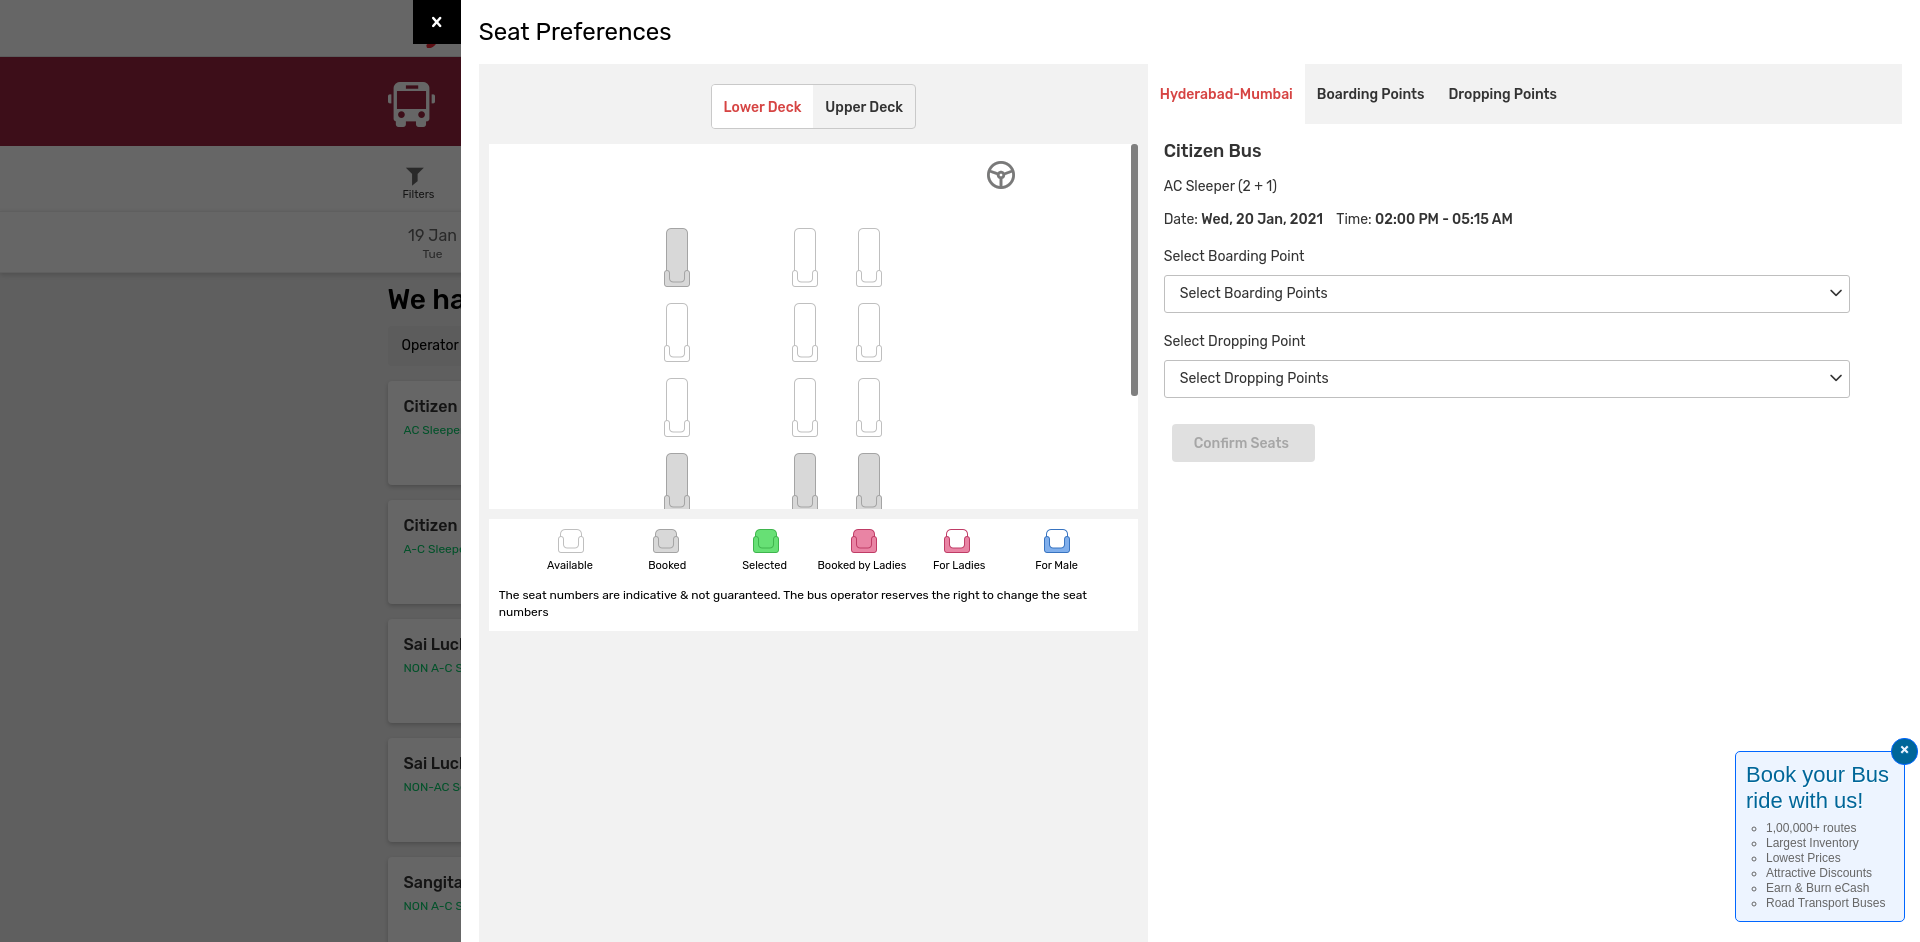 ×
Seat Preferences
Filters
19 Jan
Tue
We ha
Operator
Citizen
AC Sleepe
Citizen
A-C Sleepe
Sai Luc
NON A-C S
Sai Luc
NON-AC S
Sangita
NON A-C S
Lower Deck
Upper Deck
Available
Booked
Selected
Booked by Ladies
For Ladies
For Male
The seat numbers are indicative & not guaranteed. The bus operator reserves the right to change the seat
numbers
Hyderabad-Mumbai
Boarding Points
Dropping Points
Citizen Bus
AC Sleeper (2 + 1)
Date: Wed, 20 Jan, 2021 Time: 02:00 PM - 05:15 AM
Select Boarding Point
Select Boarding Points
Select Dropping Point
Select Dropping Points
Confirm Seats
×
Book your Bus
ride with us!
1,00,000+ routes
Largest Inventory
Lowest Prices
Attractive Discounts
Earn & Burn eCash
Road Transport Buses